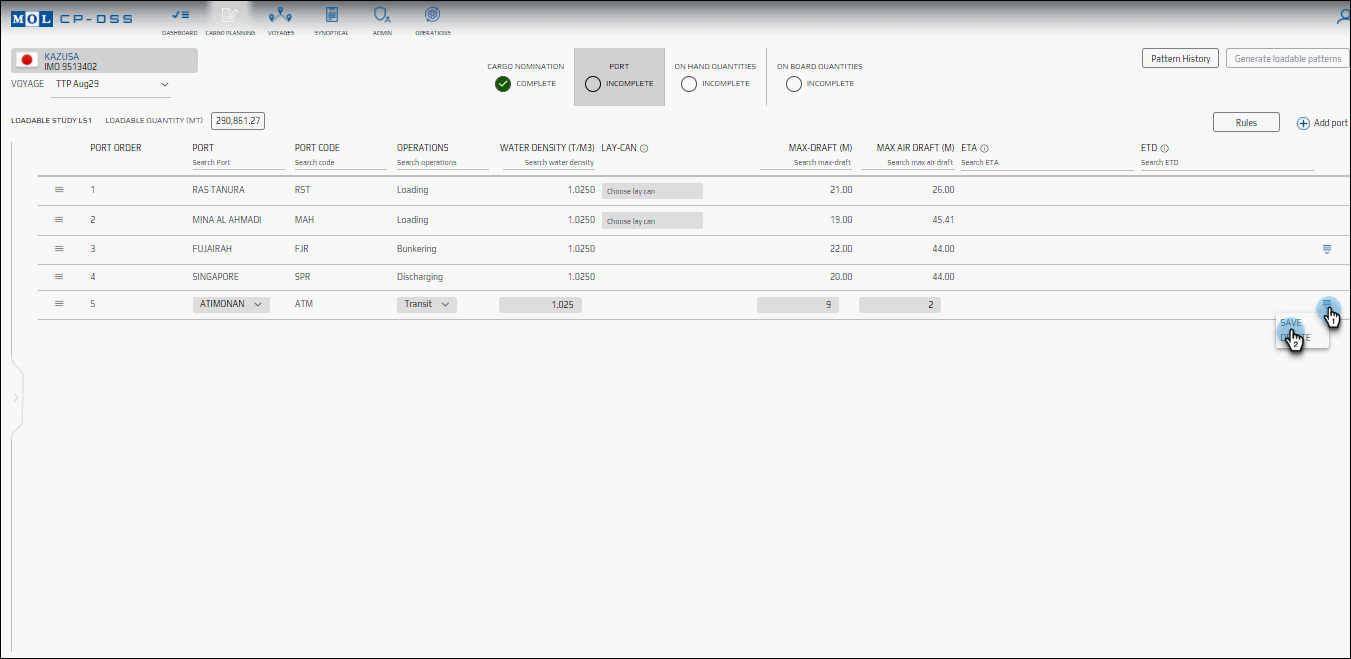 MOL CP-DSS
DASHBOARD CARGO PLANNING VOYAGES SYNOPTICAL ADMIN OPERATIONS
KAZUSA
IMO 9513402
VOYAGE TTP Aug29
CARGO NOMINATION PORT ON HAND QUANTITIES ON BOARD QUANTITIES
COMPLETE INCOMPLETE INCOMPLETE INCOMPLETE
Pattern History Generate loadable patterns
LOADABLE STUDY LS1 LOADABLE QUANTITY (MT) 290,861.27
Rules Add port
PORT ORDER PORT PORT CODE OPERATIONS WATER DENSITY (T/M3) LAY-CAN MAX-DRAFT (M) MAX AIR DRAFT (M) ETA ETD
Search Port Search code Search operations Search water density Search max-draft Search max air draft Search ETA Search ETD
1 RAS TANURA RST Loading 1.0250 Choose lay can 21.00 26.00
2 MINA AL AHMADI MAH Loading 1.0250 Choose lay can 19.00 45.41
3 FUJAIRAH FJR Bunkering 1.0250 22.00 44.00
4 SINGAPORE SPR Discharging 1.0250 20.00 44.00
5 ATIMONAN ATM Transit 1.025 9 2
1
SAVE
2